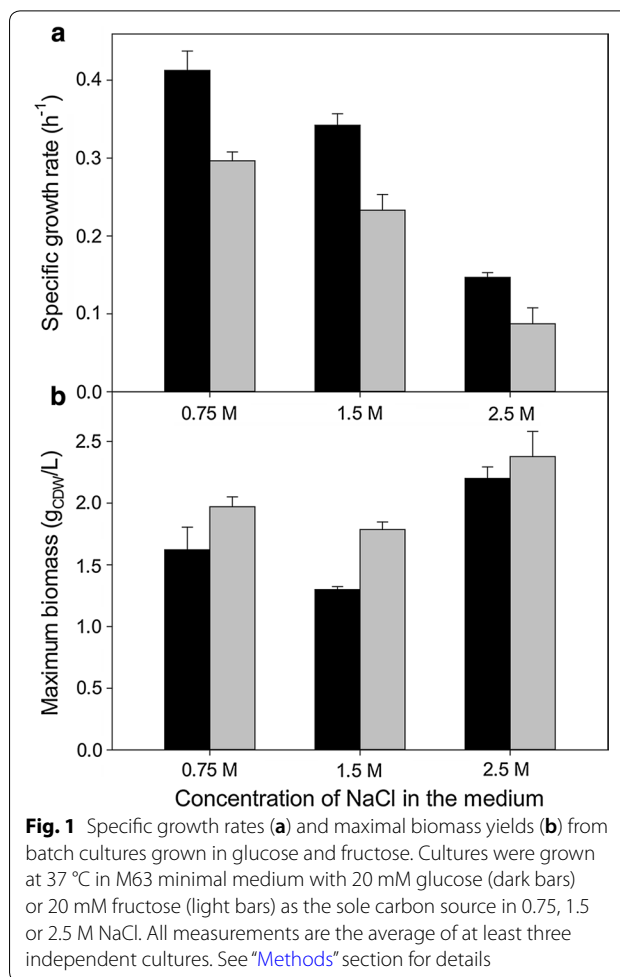 a
0.4
0.3
0.2
0.1
0.0
Specific growth rate (h⁻¹)
0.75 M 1.5 M 2.5 M
b
2.5
2.0
1.5
1.0
0.5
0.0
Maximum biomass (gCDW/L)
0.75 M 1.5 M 2.5 M
Concentration of NaCl in the medium
Fig. 1 Specific growth rates (a) and maximal biomass yields (b) from
batch cultures grown in glucose and fructose. Cultures were grown
at 37 °C in M63 minimal medium with 20 mM glucose (dark bars)
or 20 mM fructose (light bars) as the sole carbon source in 0.75, 1.5
or 2.5 M NaCl. All measurements are the average of at least three
independent cultures. See “Methods” section for details